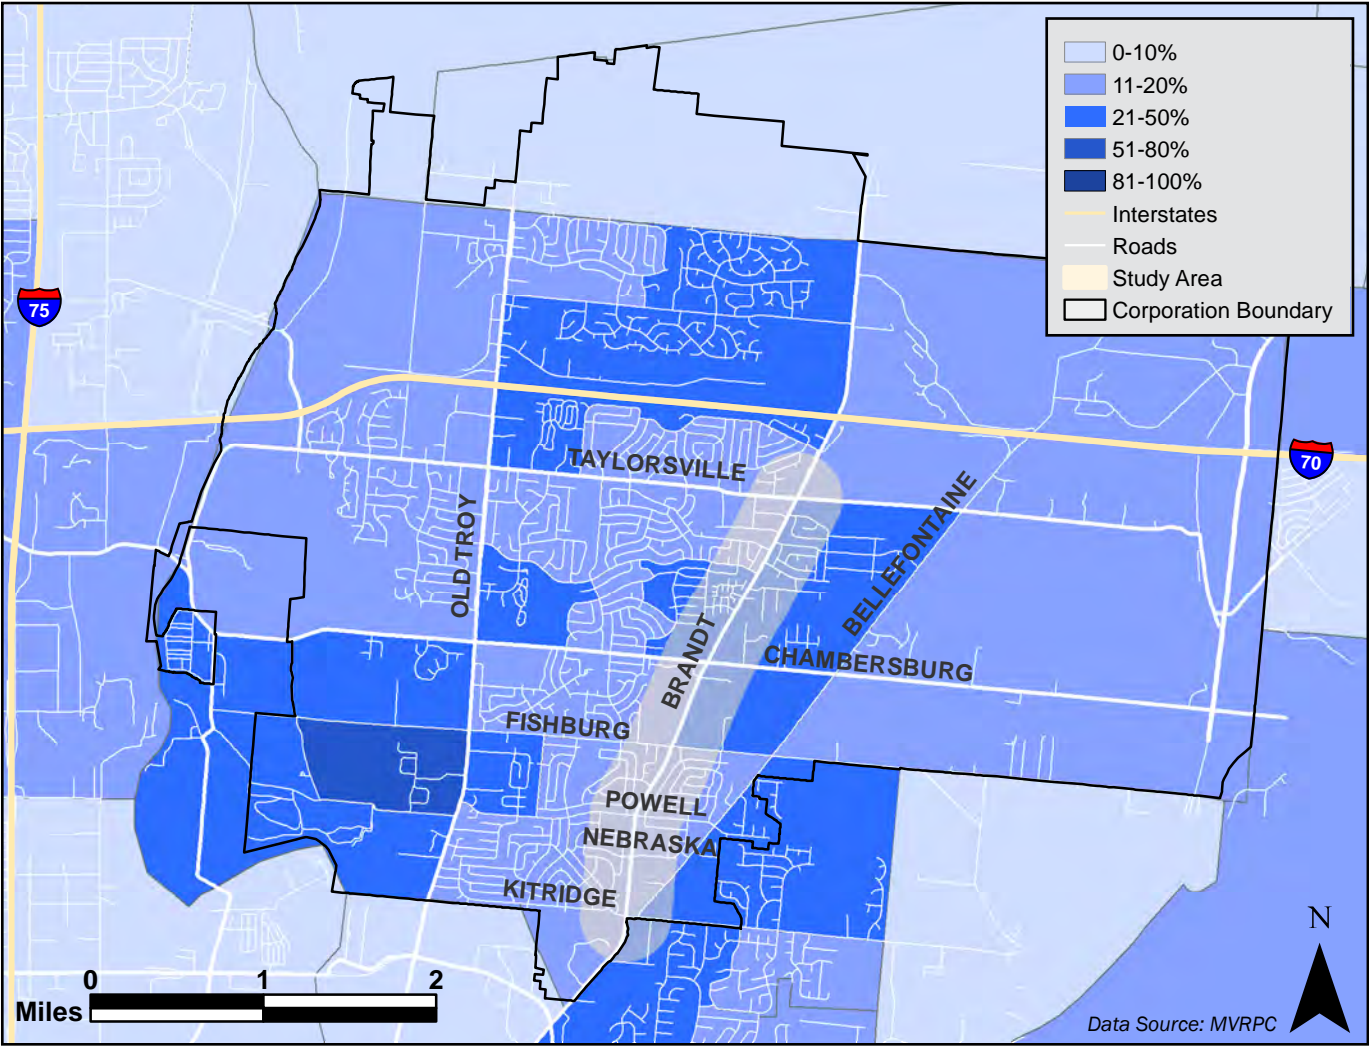 0-10%
11-20%
21-50%
51-80%
81-100%
Interstates
Roads
Study Area
Corporation Boundary
75
70
TAYLORSVILLE
OLD TROY
BELLEFONTAINE
BRANDT
CHAMBERSBURG
FISHBURG
POWELL
NEBRASKA
KITRIDGE
N
0 1 2
Miles
Data Source: MVRPC